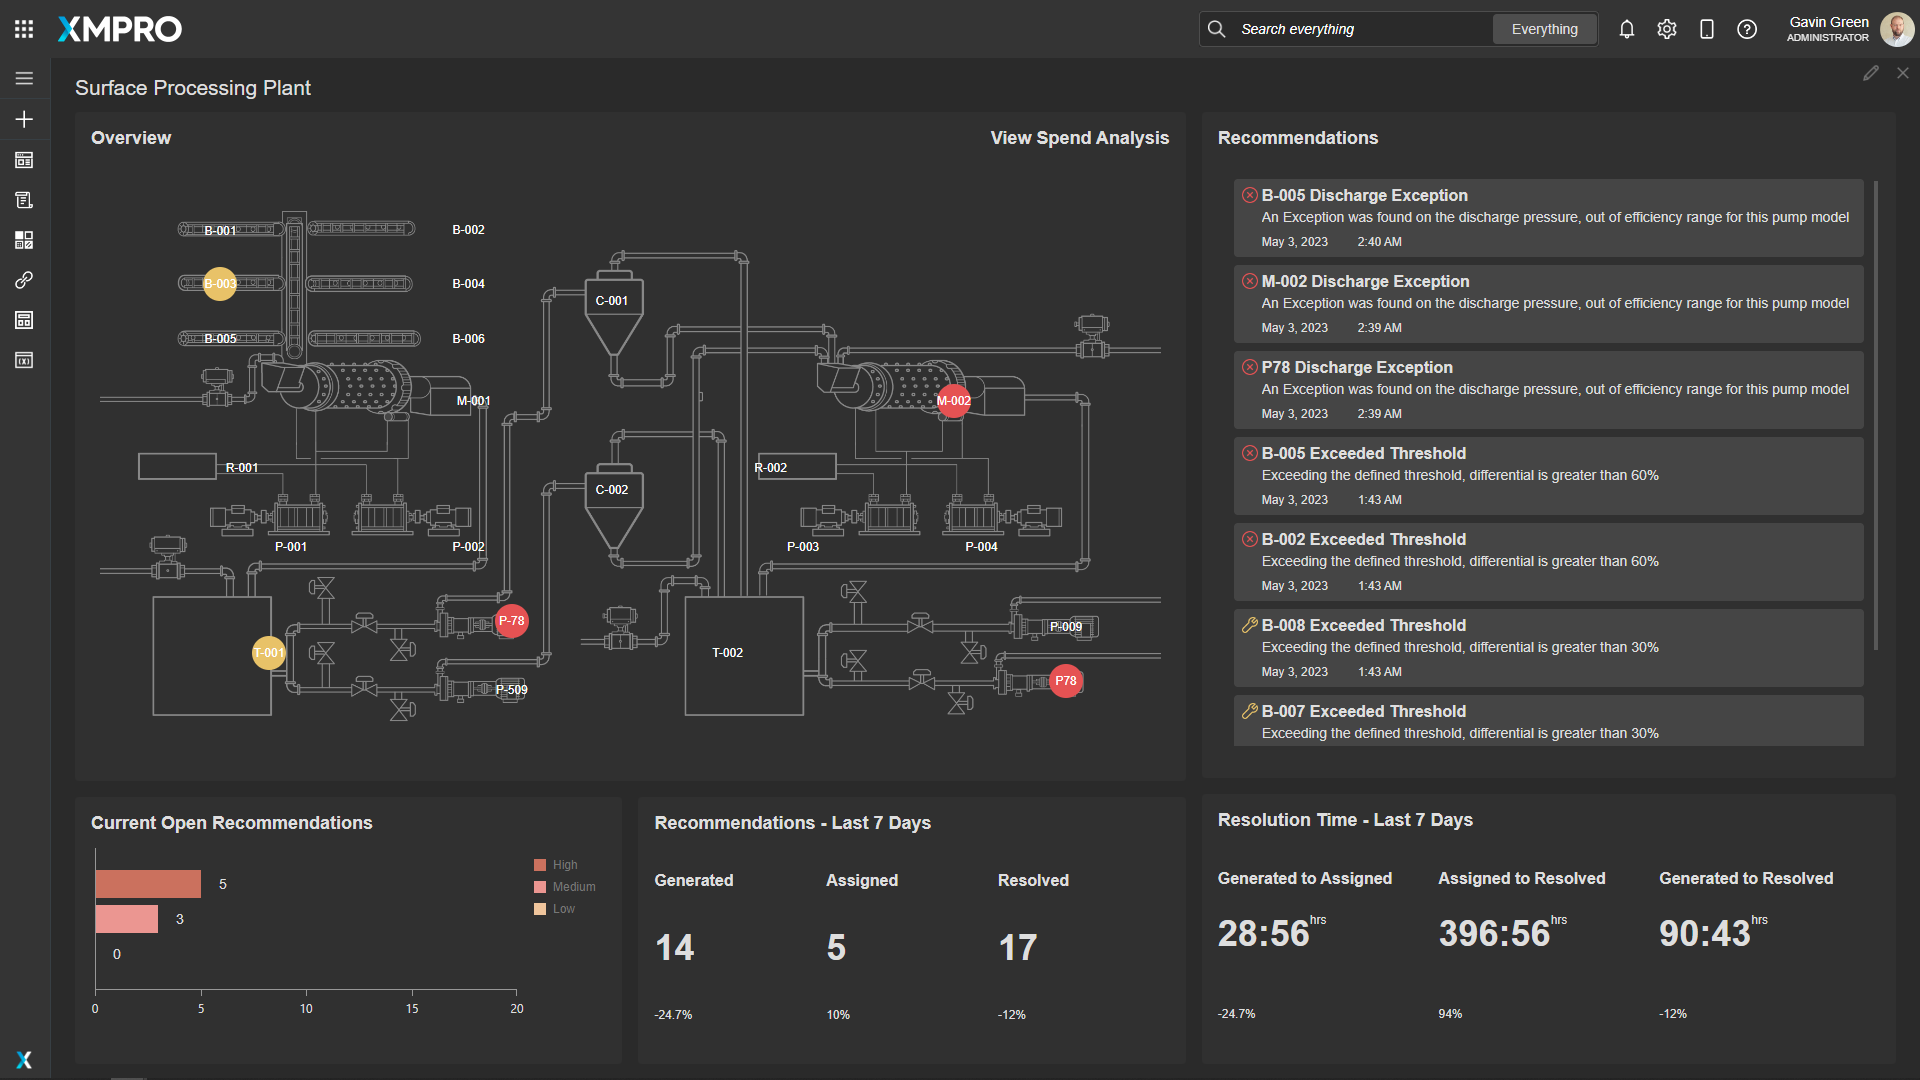 XMPRO
Search everything
Everything
Gavin Green
ADMINISTRATOR
Surface Processing Plant
Overview
View Spend Analysis
B-001
B-002
B-003
B-004
B-005
B-006
C-001
M-001
M-002
R-001
R-002
C-002
P-001
P-002
P-003
P-004
P-78
T-001
P-509
T-002
P-009
P78
Recommendations
B-005 Discharge Exception
An Exception was found on the discharge pressure, out of efficiency range for this pump model
May 3, 2023 2:40 AM
M-002 Discharge Exception
An Exception was found on the discharge pressure, out of efficiency range for this pump model
May 3, 2023 2:39 AM
P78 Discharge Exception
An Exception was found on the discharge pressure, out of efficiency range for this pump model
May 3, 2023 2:39 AM
B-005 Exceeded Threshold
Exceeding the defined threshold, differential is greater than 60%
May 3, 2023 1:43 AM
B-002 Exceeded Threshold
Exceeding the defined threshold, differential is greater than 60%
May 3, 2023 1:43 AM
B-008 Exceeded Threshold
Exceeding the defined threshold, differential is greater than 30%
May 3, 2023 1:43 AM
B-007 Exceeded Threshold
Exceeding the defined threshold, differential is greater than 30%
Current Open Recommendations
5
3
0
0 5 10 15 20
High
Medium
Low
Recommendations - Last 7 Days
Generated Assigned Resolved
14 5 17
-24.7% 10% -12%
Resolution Time - Last 7 Days
Generated to Assigned Assigned to Resolved Generated to Resolved
28:56 hrs 396:56 hrs 90:43 hrs
-24.7% 94% -12%